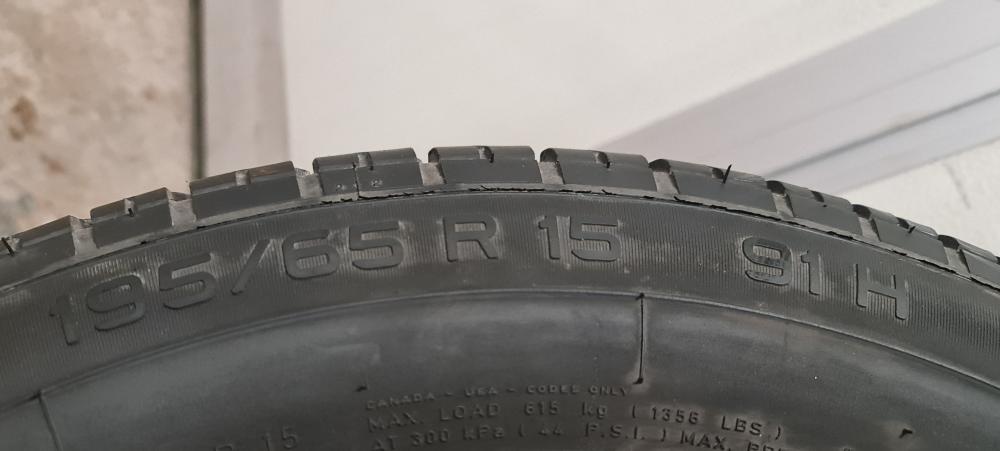 195/65 R 15 91 H
CANADA - USA - CODES ONLY
MAX. LOAD 615 kg ( 1356 LBS.)
R 15 AT 300 KPa ( 44 P.S.I. ) MAX.